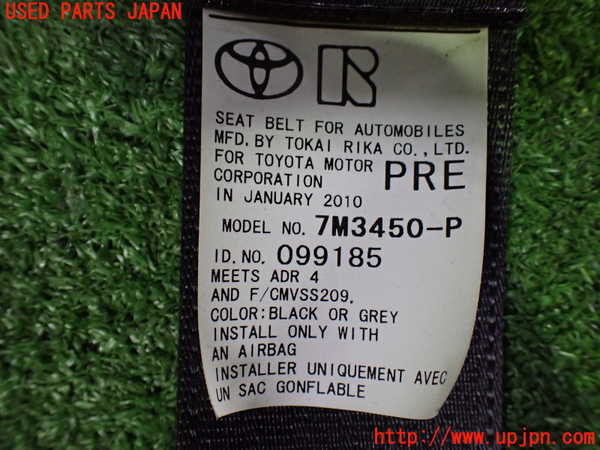 USED PARTS JAPAN
SEAT BELT FOR AUTOMOBILES
MFD. BY TOKAI RIKA CO., LTD.
FOR TOYOTA MOTOR
CORPORATION PRE
IN JANUARY 2010
MODEL NO. 7M3450-P
ID. NO. 099185
MEETS ADR 4
AND F/CMVSS209.
COLOR:BLACK OR GREY
INSTALL ONLY WITH
AN AIRBAG
INSTALLER UNIQUEMENT AVEC
UN SAC GONFLABLE
http://www.upjpn.com/